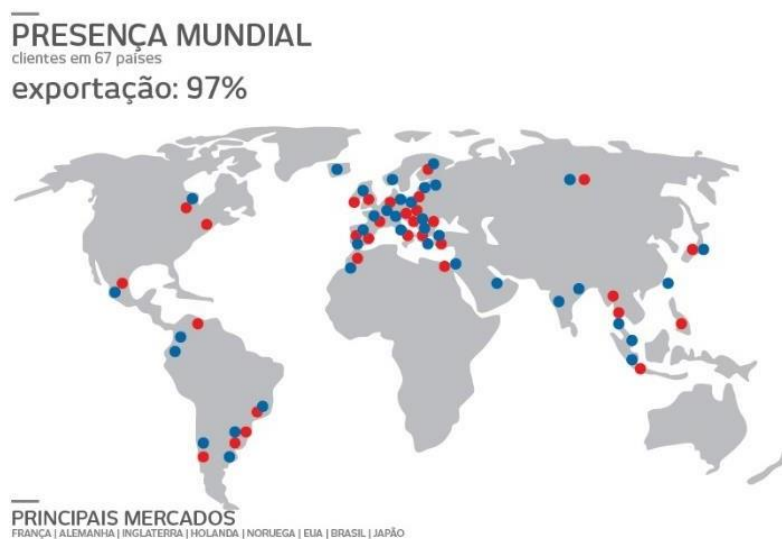 PRESENÇA MUNDIAL
clientes em 67 países
exportação: 97%
PRINCIPAIS MERCADOS
FRANÇA | ALEMANHA | INGLATERRA | HOLANDA | NORUEGA | EUA | BRASIL | JAPÃO